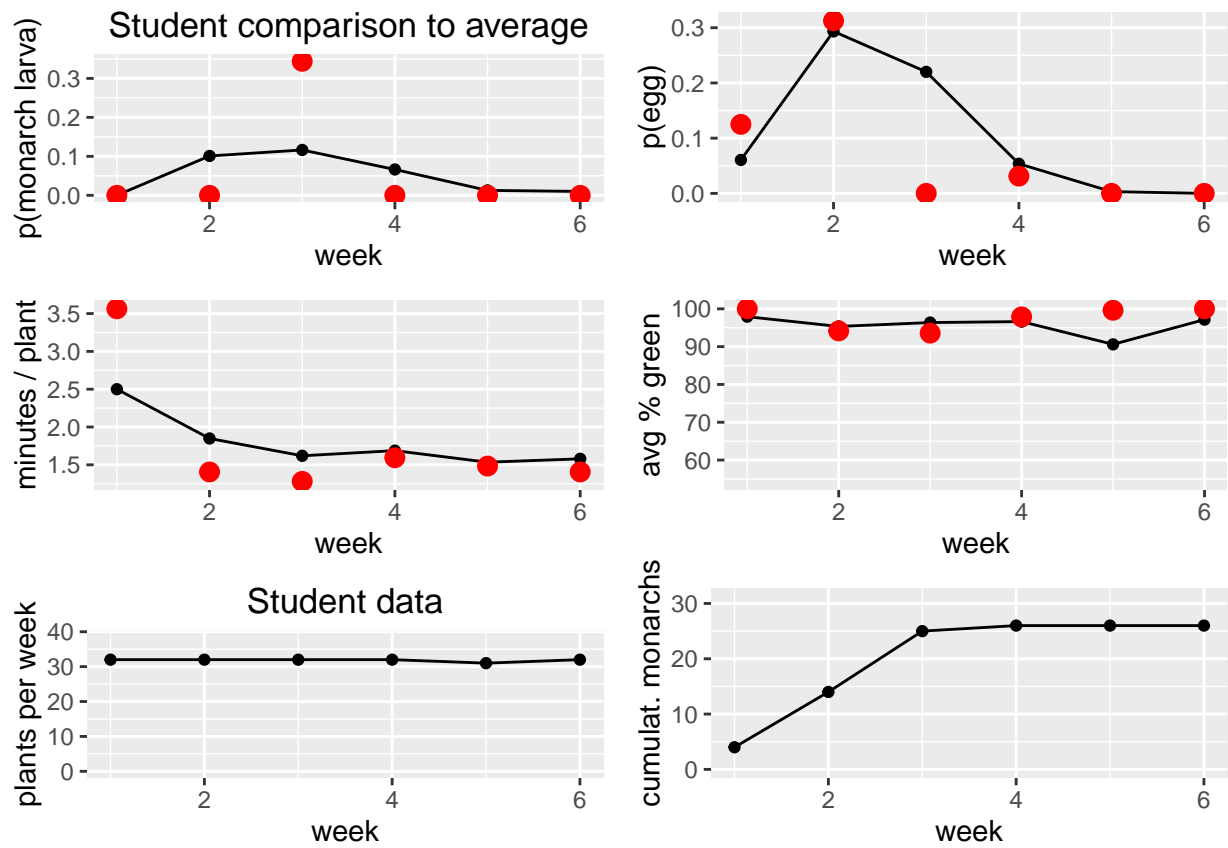 Student comparison to average
p(monarch larva)
0.3
0.2
0.1
0.0
2 4 6
week
p(egg)
0.3
0.2
0.1
0.0
2 4 6
week
minutes / plant
3.5
3.0
2.5
2.0
1.5
2 4 6
week
avg % green
100
90
80
70
60
2 4 6
week
Student data
plants per week
40
30
20
10
0
2 4 6
week
cumulat. monarchs
30
20
10
0
2 4 6
week